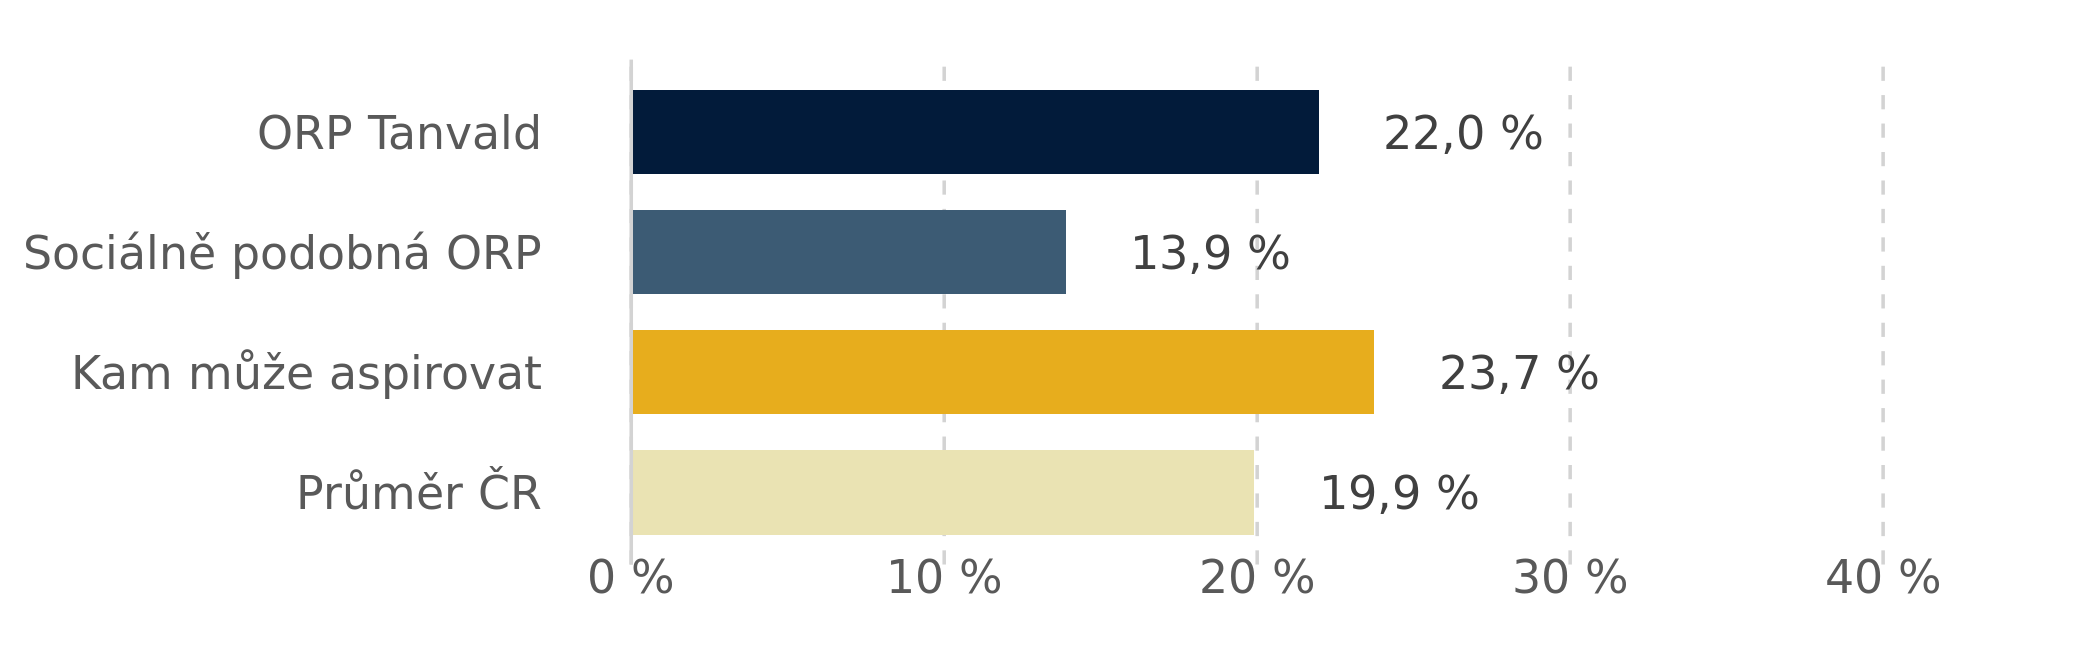 ORP Tanvald 22,0 %
Sociálně podobná ORP 13,9 %
Kam může aspirovat 23,7 %
Průměr ČR 19,9 %
0 % 10 % 20 % 30 % 40 %